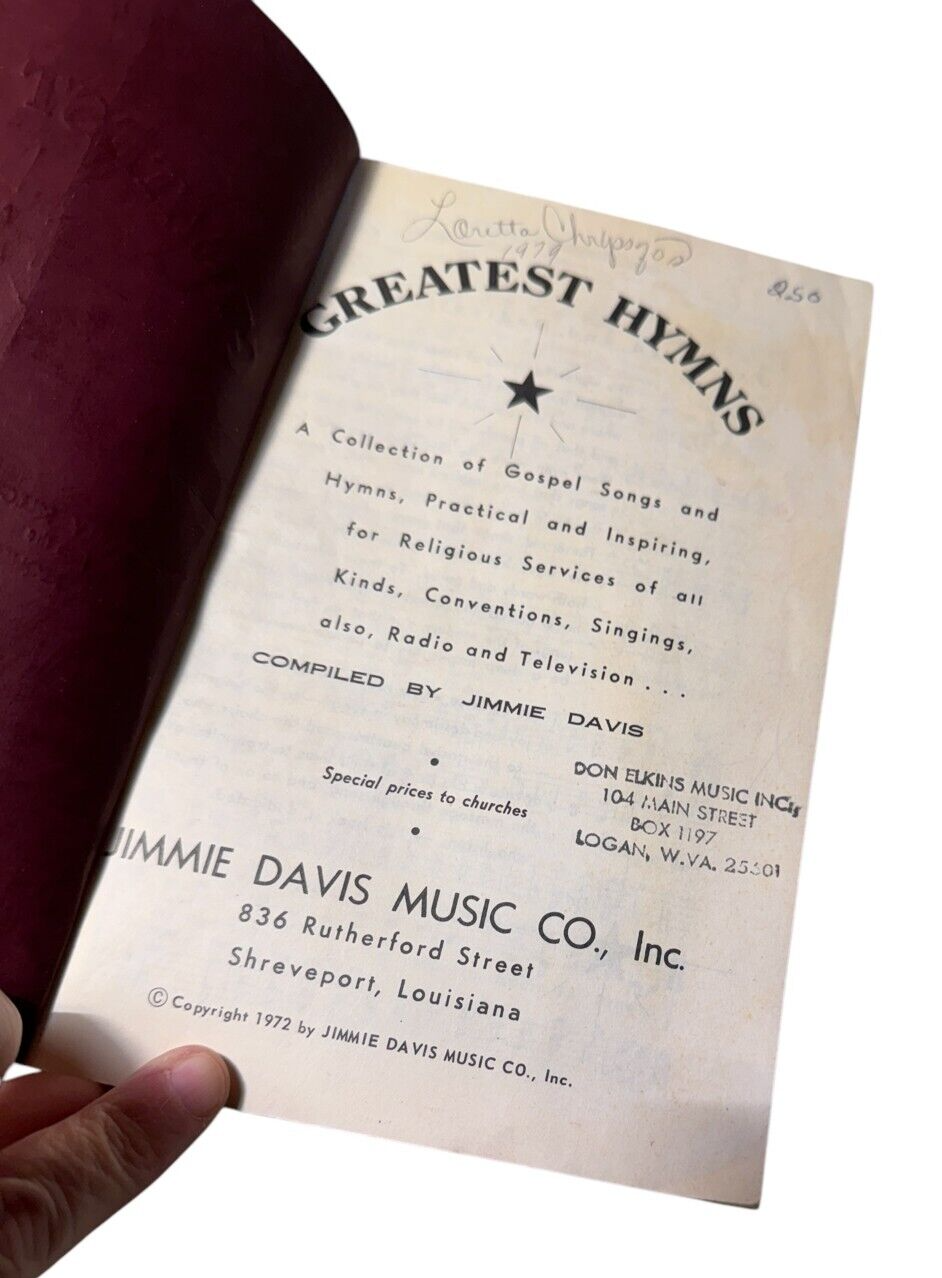 Loretta
1979
250
GREATEST HYMNS
A Collection of Gospel Songs and
Hymns, Practical and Inspiring,
for Religious Services of all
Kinds, Conventions, Singings,
also, Radio and Television . . .
COMPILED BY JIMMIE DAVIS
•
Special prices to churches
•
DON ELKINS MUSIC INC
104 MAIN STREET
BOX 1197
LOGAN, W.VA. 25601
JIMMIE DAVIS MUSIC CO., Inc.
836 Rutherford Street
Shreveport, Louisiana
© Copyright 1972 by JIMMIE DAVIS MUSIC CO., Inc.